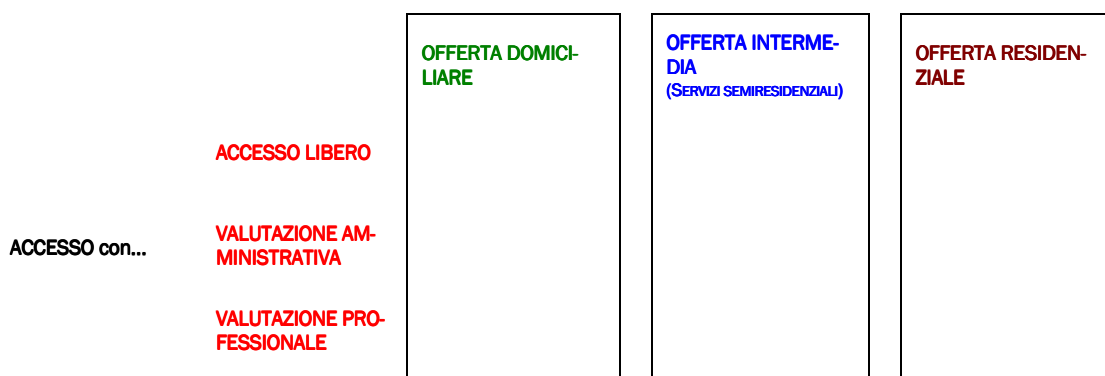 OFFERTA DOMICI-
LIARE
OFFERTA INTERME-
DIA
(SERVIZI SEMIRESIDENZIALI)
OFFERTA RESIDEN-
ZIALE
ACCESSO LIBERO
ACCESSO con...
VALUTAZIONE AM-
MINISTRATIVA
VALUTAZIONE PRO-
FESSIONALE